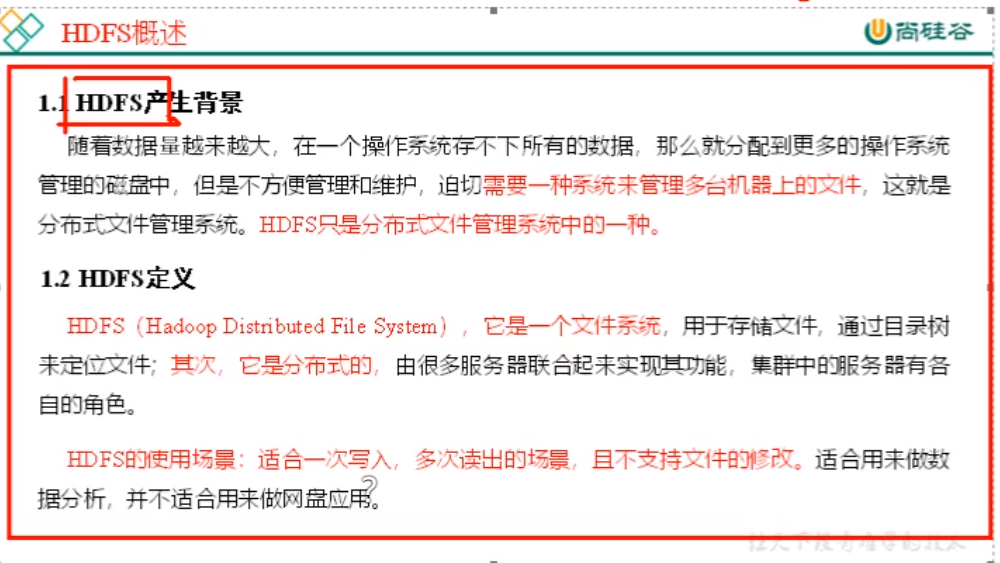 HDFS概述
尚硅谷
1.1 HDFS产生背景
随着数据量越来越大，在一个操作系统存不下所有的数据，那么就分配到更多的操作系统
管理的磁盘中，但是不方便管理和维护，迫切需要一种系统来管理多台机器上的文件，这就是
分布式文件管理系统。HDFS只是分布式文件管理系统中的一种。
1.2 HDFS定义
HDFS（Hadoop Distributed File System），它是一个文件系统，用于存储文件，通过目录树
来定位文件；其次，它是分布式的，由很多服务器联合起来实现其功能，集群中的服务器有各
自的角色。
HDFS的使用场景：适合一次写入，多次读出的场景，且不支持文件的修改。适合用来做数
据分析，并不适合用来做网盘应用。